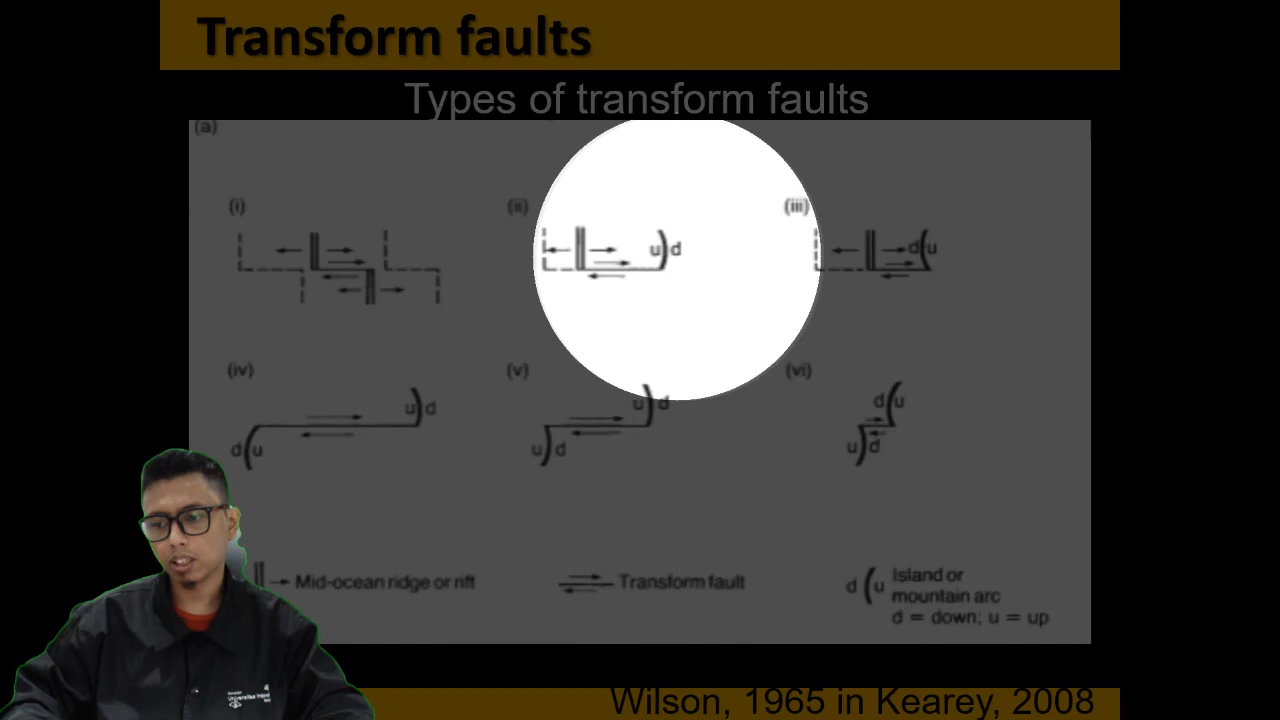 Transform faults
Types of transform faults
(a)
(i) (ii) (iii)
u d
d u
(iv) (v) (vi)
u d u d d u
d u u d u d
Mid-ocean ridge or rift
Transform fault
d u Island or
mountain arc
d = down; u = up
Wilson, 1965 in Kearey, 2008